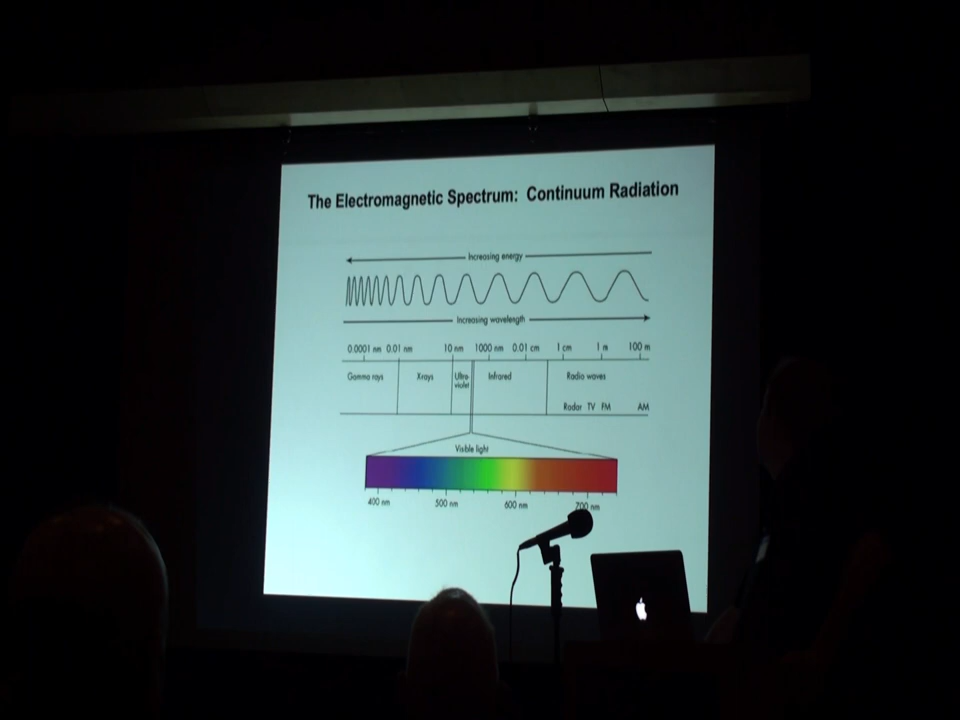 The Electromagnetic Spectrum: Continuum Radiation
Increasing energy
Increasing wavelength
0.0001 nm 0.01 nm 10 nm 1000 nm 0.01 cm 1 cm 1 m 100 m
Gamma rays X-rays Ultra- Infrared Radio waves
violet
Radar TV FM AM
Visible light
400 nm 500 nm 600 nm 700 nm